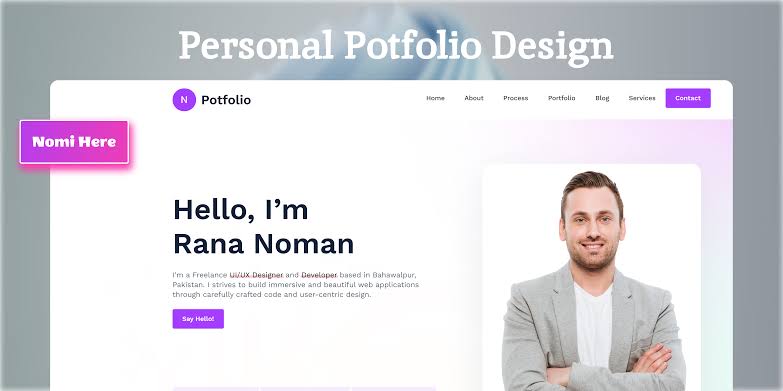 Personal Potfolio Design
N Potfolio
Home About Process Portfolio Blog Services Contact
Nomi Here
Hello, I’m
Rana Noman
I'm a Freelance UI/UX Designer and Developer based in Bahawalpur,
Pakistan. I strives to build immersive and beautiful web applications
through carefully crafted code and user-centric design.
Say Hello!